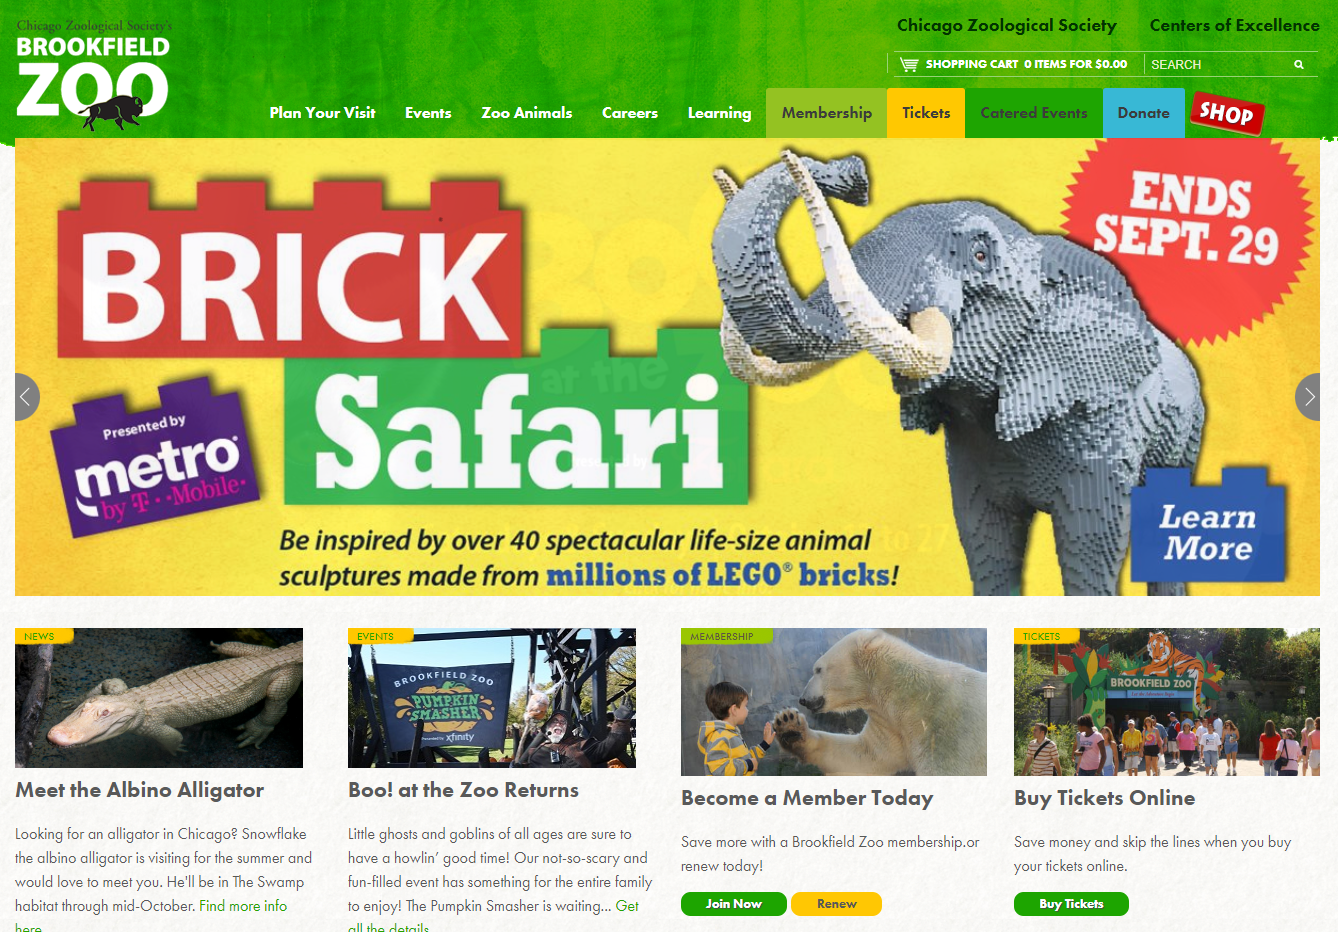 Chicago Zoological Society's
BROOKFIELD
ZOO
Chicago Zoological Society Centers of Excellence
SHOPPING CART 0 ITEMS FOR $0.00 SEARCH
Plan Your Visit Events Zoo Animals Careers Learning Membership Tickets Catered Events Donate SHOP
BRICK
Safari
ENDS
SEPT. 29
at the
Presented by
metro
by T-Mobile
Be inspired by over 40 spectacular life-size animal
sculptures made from millions of LEGO® bricks!
Learn
More
NEWS
BROOKFIELD ZOO
Meet the Albino Alligator
Looking for an alligator in Chicago? Snowflake
the albino alligator is visiting for the summer and
would love to meet you. He'll be in The Swamp
habitat through mid-October. Find more info
here
EVENTS
BROOKFIELD ZOO
PUMPKIN
SMASHER
xfinity
Boo! at the Zoo Returns
Little ghosts and goblins of all ages are sure to
have a howlin' good time! Our not-so-scary and
fun-filled event has something for the entire family
to enjoy! The Pumpkin Smasher is waiting... Get
all the details
MEMBERSHIP
Become a Member Today
Save more with a Brookfield Zoo membership.or
renew today!
Join Now Renew
TICKETS
BROOKFIELD ZOO
Buy Tickets Online
Save money and skip the lines when you buy
your tickets online.
Buy Tickets